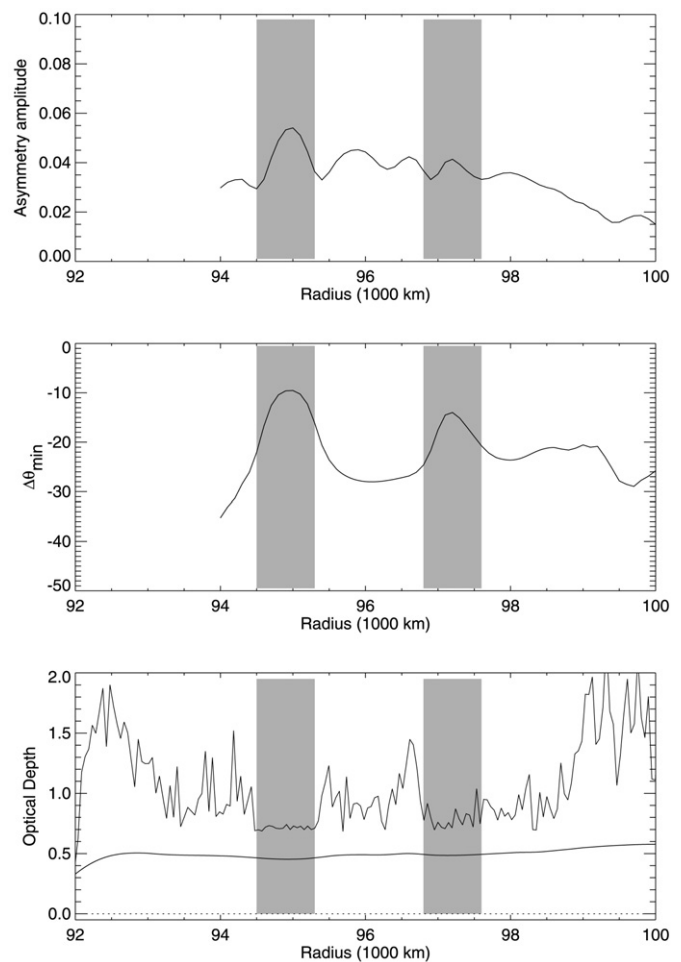 0.10
0.08
0.06
0.04
0.02
0.00
Asymmetry amplitude
92 94 96 98 100
Radius (1000 km)
0
-10
-20
-30
-40
-50
Δθmin
92 94 96 98 100
Radius (1000 km)
2.0
1.5
1.0
0.5
0.0
Optical Depth
92 94 96 98 100
Radius (1000 km)